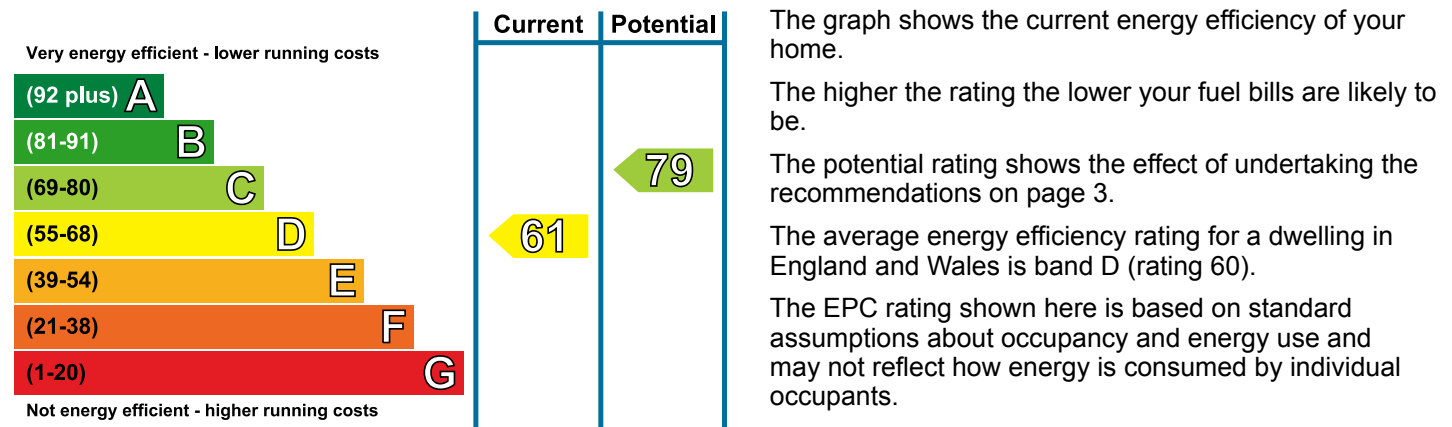 Current Potential
Very energy efficient - lower running costs
(92 plus) A
(81-91) B
(69-80) C
79
(55-68) D
61
(39-54) E
(21-38) F
(1-20) G
Not energy efficient - higher running costs
The graph shows the current energy efficiency of your
home.
The higher the rating the lower your fuel bills are likely to
be.
The potential rating shows the effect of undertaking the
recommendations on page 3.
The average energy efficiency rating for a dwelling in
England and Wales is band D (rating 60).
The EPC rating shown here is based on standard
assumptions about occupancy and energy use and
may not reflect how energy is consumed by individual
occupants.